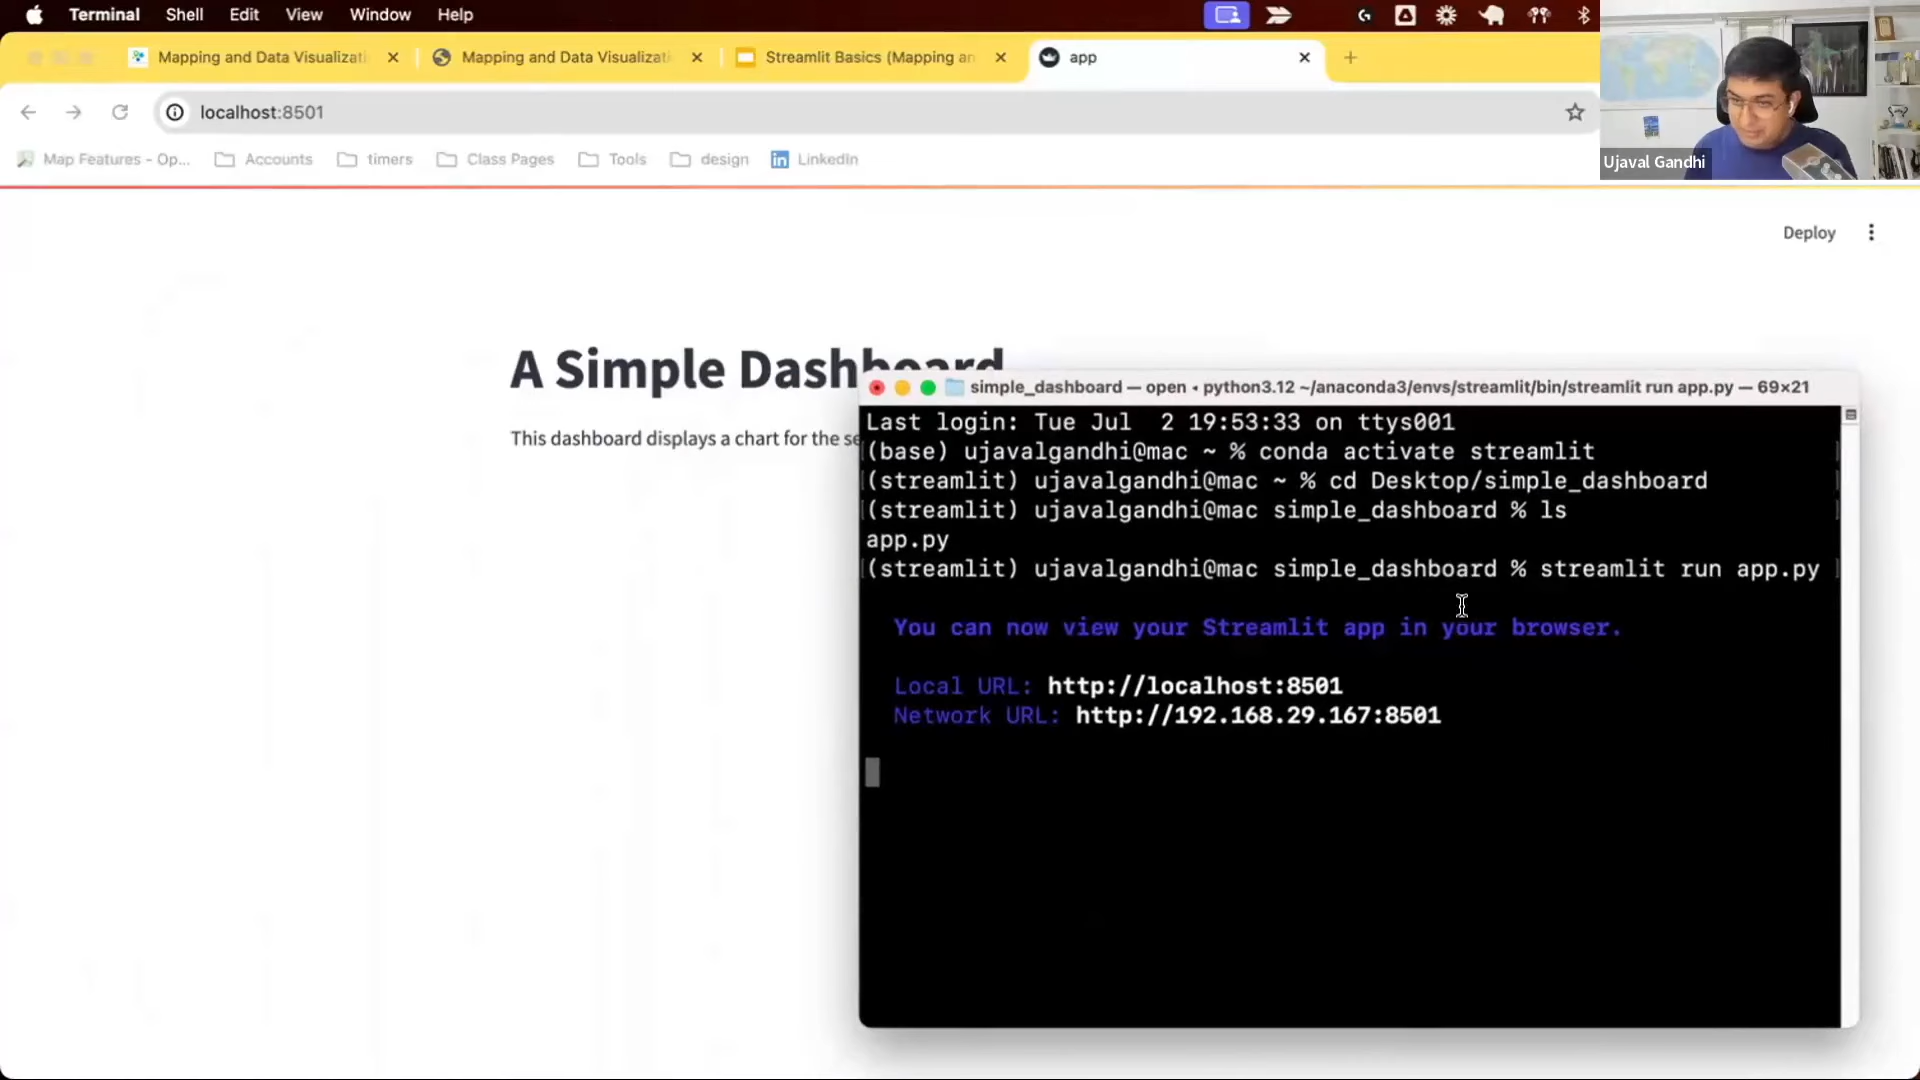 Terminal Shell Edit View Window Help
Mapping and Data Visualizati
Mapping and Data Visualizati
Streamlit Basics (Mapping an
app
localhost:8501
Map Features - Op...
Accounts
timers
Class Pages
Tools
design
LinkedIn
Ujaval Gandhi
Deploy
A Simple Dashboard
This dashboard displays a chart for the se
simple_dashboard — open • python3.12 ~/anaconda3/envs/streamlit/bin/streamlit run app.py — 69×21
Last login: Tue Jul 2 19:53:33 on ttys001
(base) ujavalgandhi@mac ~ % conda activate streamlit
(streamlit) ujavalgandhi@mac ~ % cd Desktop/simple_dashboard
(streamlit) ujavalgandhi@mac simple_dashboard % ls
app.py
(streamlit) ujavalgandhi@mac simple_dashboard % streamlit run app.py
You can now view your Streamlit app in your browser.
Local URL: http://localhost:8501
Network URL: http://192.168.29.167:8501